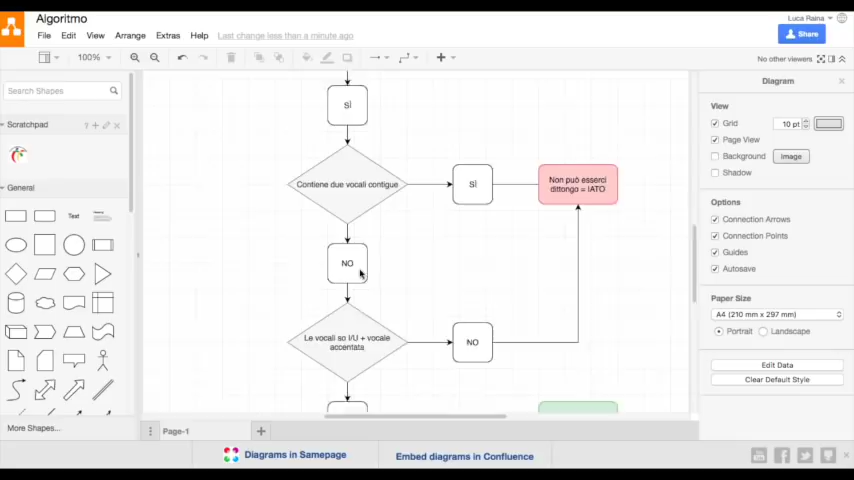 Algoritmo
Luca Raina
File Edit View Arrange Extras Help Last change less than a minute ago
Share
100%
No other viewers
Search Shapes
Scratchpad
General
Text
More Shapes...
SÌ
Contiene due vocali contigue
SÌ
Non può esserci
dittongo = IATO
NO
Le vocali so I/U + vocale
accentata
NO
Page-1
Diagram
View
Grid
10 pt
Page View
Background
Image
Shadow
Options
Connection Arrows
Connection Points
Guides
Autosave
Paper Size
A4 (210 mm x 297 mm)
Portrait Landscape
Edit Data
Clear Default Style
Diagrams in Samepage
Embed diagrams in Confluence